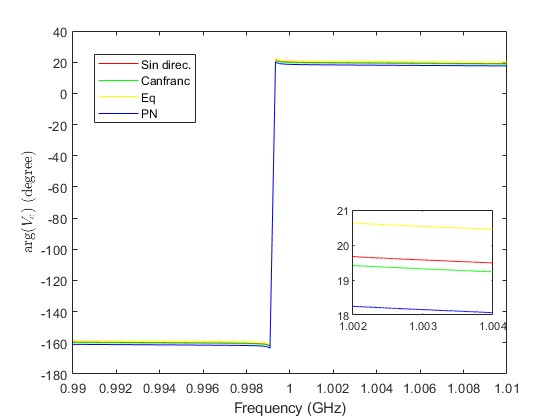 40
20
0
-20
-40
-60
-80
-100
-120
-140
-160
-180
arg(V_c) (degree)
Sin direc.
Canfranc
Eq
PN
21
20
19
18
1.002 1.003 1.004
0.99 0.992 0.994 0.996 0.998 1 1.002 1.004 1.006 1.008 1.01
Frequency (GHz)